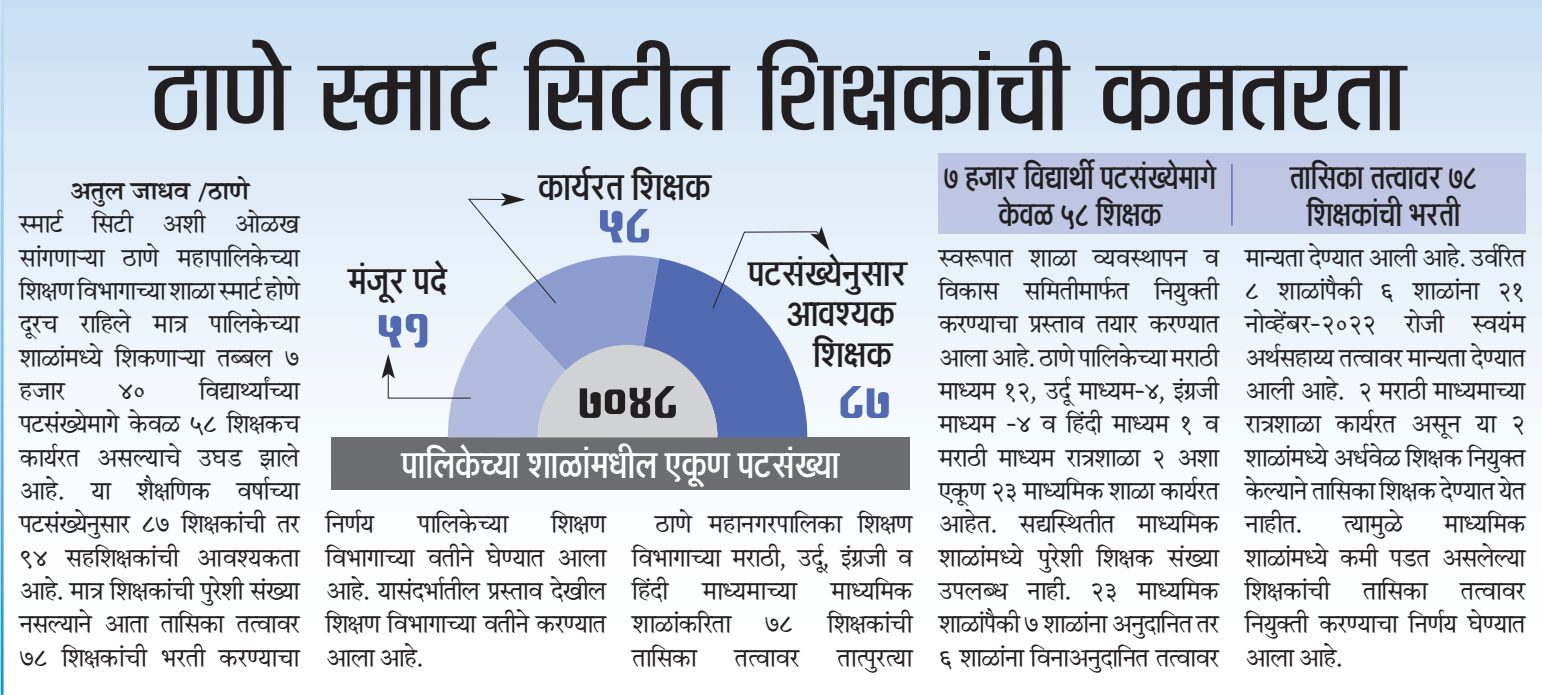 ठाणे स्मार्ट सिटीत शिक्षकांची कमतरता
अतुल जाधव /ठाणे
स्मार्ट सिटी अशी ओळख
सांगणाऱ्या ठाणे महापालिकेच्या
शिक्षण विभागाच्या शाळा स्मार्ट होणे
दूरच राहिले मात्र पालिकेच्या
शाळांमध्ये शिकणाऱ्या तब्बल ७
हजार ४० विद्यार्थ्यांच्या
पटसंख्येमागे केवळ ५८ शिक्षकच
कार्यरत असल्याचे उघड झाले
आहे. या शैक्षणिक वर्षाच्या
पटसंख्येनुसार ८७ शिक्षकांची तर
९४ सहशिक्षकांची आवश्यकता
आहे. मात्र शिक्षकांची पुरेशी संख्या
नसल्याने आता तासिका तत्वावर
७८ शिक्षकांची भरती करण्याचा
कार्यरत शिक्षक
५८
मंजूर पदे
५१
पटसंख्येनुसार
आवश्यक
शिक्षक
८७
७०४८
पालिकेच्या शाळांमधील एकूण पटसंख्या
निर्णय पालिकेच्या शिक्षण
विभागाच्या वतीने घेण्यात आला
आहे. यासंदर्भातील प्रस्ताव देखील
शिक्षण विभागाच्या वतीने करण्यात
आला आहे.
ठाणे महानगरपालिका शिक्षण
विभागाच्या मराठी, उर्दू, इंग्रजी व
हिंदी माध्यमाच्या माध्यमिक
शाळांकरिता ७८ शिक्षकांची
तासिका तत्वावर तात्पुरत्या
७ हजार विद्यार्थी पटसंख्येमागे
केवळ ५८ शिक्षक
स्वरूपात शाळा व्यवस्थापन व
विकास समितीमार्फत नियुक्ती
करण्याचा प्रस्ताव तयार करण्यात
आला आहे. ठाणे पालिकेच्या मराठी
माध्यम १२, उर्दू माध्यम-४, इंग्रजी
माध्यम -४ व हिंदी माध्यम १ व
मराठी माध्यम रात्रशाळा २ अशा
एकूण २३ माध्यमिक शाळा कार्यरत
आहेत. सद्यस्थितीत माध्यमिक
शाळांमध्ये पुरेशी शिक्षक संख्या
उपलब्ध नाही. २३ माध्यमिक
शाळांपैकी ७ शाळांना अनुदानित तर
६ शाळांना विनाअनुदानित तत्वावर
तासिका तत्वावर ७८
शिक्षकांची भरती
मान्यता देण्यात आली आहे. उर्वरित
८ शाळांपैकी ६ शाळांना २१
नोव्हेंबर-२०२२ रोजी स्वयंम
अर्थसहाय्य तत्वावर मान्यता देण्यात
आली आहे. २ मराठी माध्यमाच्या
रात्रशाळा कार्यरत असून या २
शाळांमध्ये अर्धवेळ शिक्षक नियुक्त
केल्याने तासिका शिक्षक देण्यात येत
नाहीत. त्यामुळे माध्यमिक
शाळांमध्ये कमी पडत असलेल्या
शिक्षकांची तासिका तत्वावर
नियुक्ती करण्याचा निर्णय घेण्यात
आला आहे.